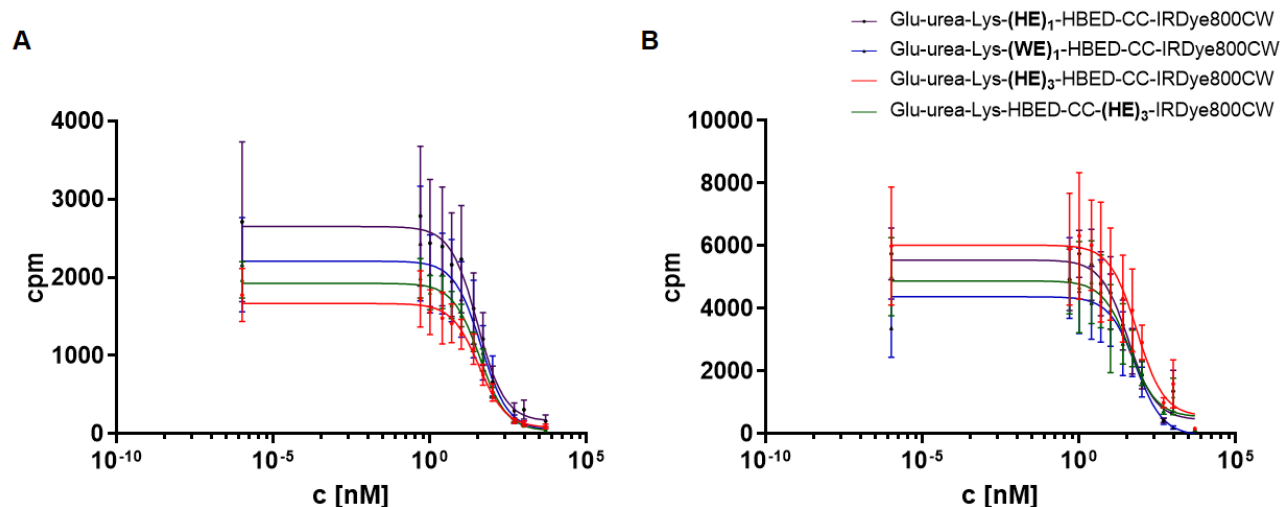 A
B
Glu-urea-Lys-(HE)₁-HBED-CC-IRDye800CW
Glu-urea-Lys-(WE)₁-HBED-CC-IRDye800CW
Glu-urea-Lys-(HE)₃-HBED-CC-IRDye800CW
Glu-urea-Lys-HBED-CC-(HE)₃-IRDye800CW
4000
3000
2000
1000
0
cpm
10⁻¹⁰
10⁻⁵
10⁰
10⁵
c [nM]
10000
8000
6000
4000
2000
0
cpm
10⁻¹⁰
10⁻⁵
10⁰
10⁵
c [nM]